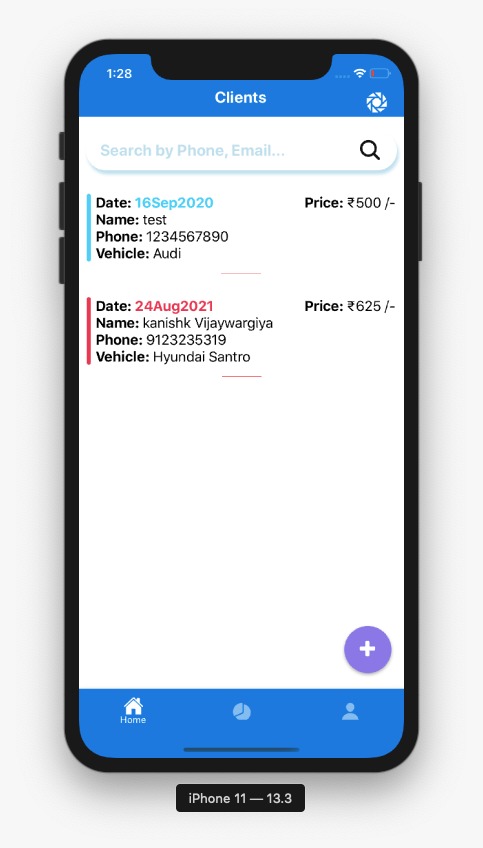 1:28
Clients
Search by Phone, Email...
Date: 16Sep2020 Price: ₹500 /-
Name: test
Phone: 1234567890
Vehicle: Audi
Date: 24Aug2021 Price: ₹625 /-
Name: kanishk Vijaywargiya
Phone: 9123235319
Vehicle: Hyundai Santro
Home
iPhone 11 — 13.3